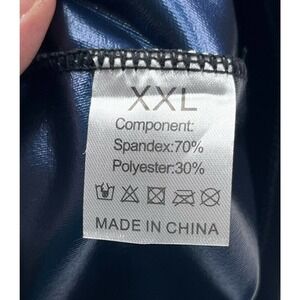 XXL
Component:
Spandex:70%
Polyester:30%
MADE IN CHINA